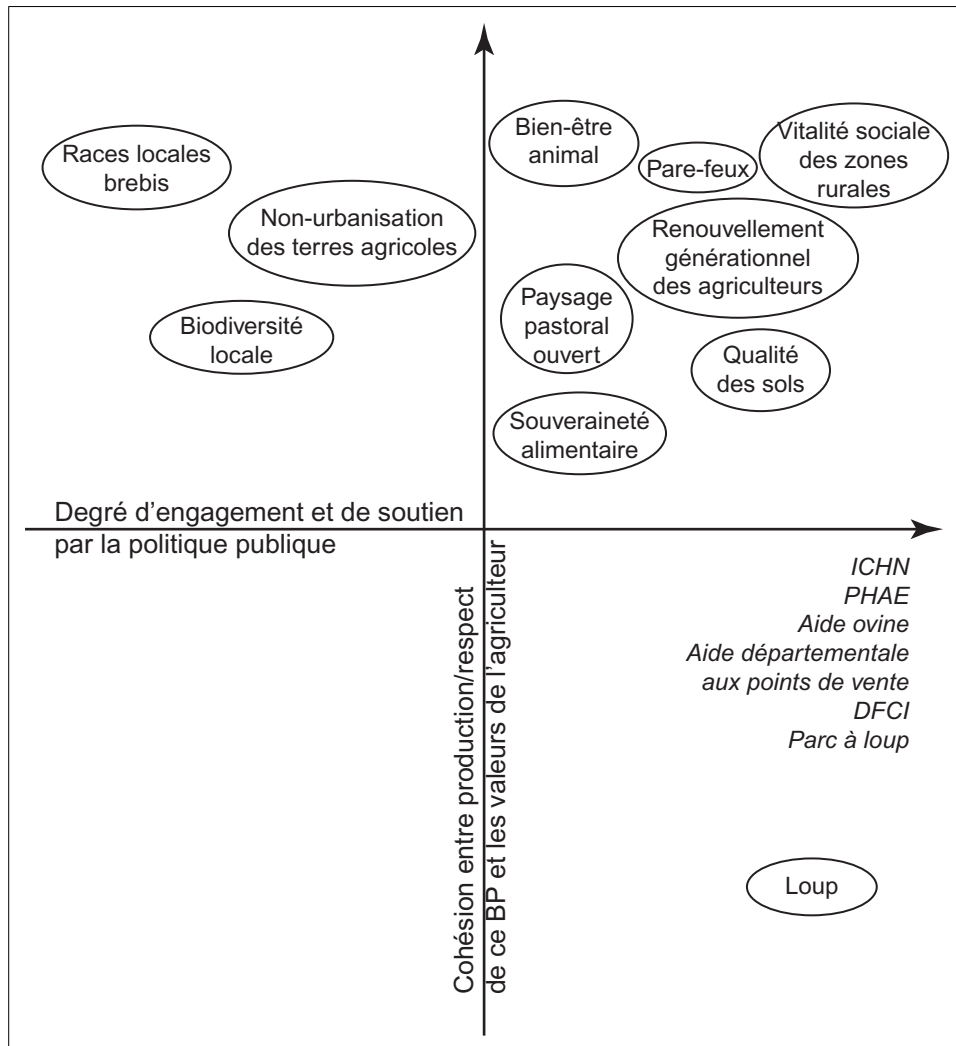 Races locales
brebis
Non-urbanisation
des terres agricoles
Biodiversité
locale
Bien-être
animal
Pare-feux
Vitalité sociale
des zones
rurales
Renouvellement
générationnel
des agriculteurs
Paysage
pastoral
ouvert
Qualité
des sols
Souveraineté
alimentaire
Degré d’engagement et de soutien
par la politique publique
Cohésion entre production/respect
de ce BP et les valeurs de l’agriculteur
ICHN
PHAE
Aide ovine
Aide départementale
aux points de vente
DFCI
Parc à loup
Loup